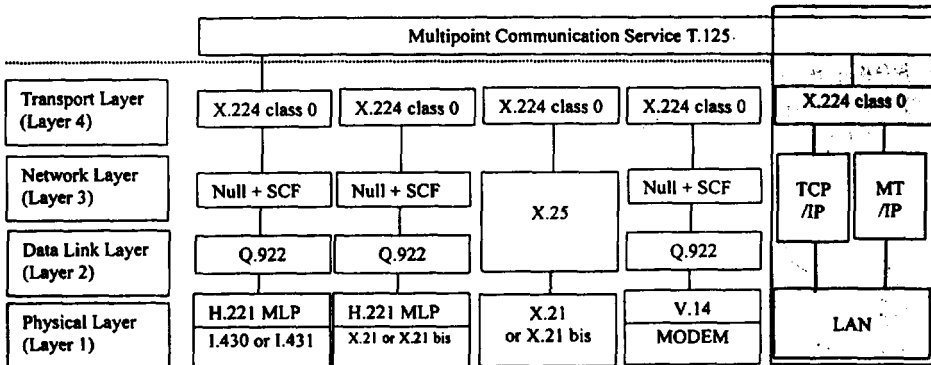 Multipoint Communication Service T.125
Transport Layer
(Layer 4)
X.224 class 0
X.224 class 0
X.224 class 0
X.224 class 0
X.224 class 0
Network Layer
(Layer 3)
Null + SCF
Null + SCF
X.25
Null + SCF
TCP
/IP
MT
/IP
Data Link Layer
(Layer 2)
Q.922
Q.922
Q.922
Physical Layer
(Layer 1)
H.221 MLP
I.430 or I.431
H.221 MLP
X.21 or X.21 bis
X.21
or X.21 bis
V.14
MODEM
LAN